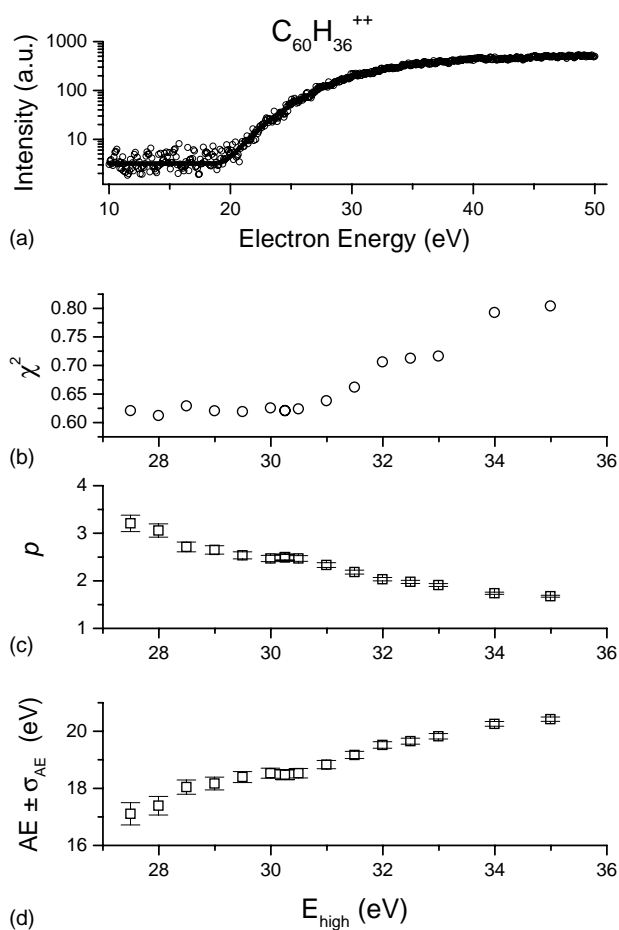 C60H36++
1000
100
10
Intensity (a.u.)
10 20 30 40 50
(a)
Electron Energy (eV)
0.80
0.75
0.70
0.65
0.60
χ2
28 30 32 34 36
(b)
4
3
2
1
p
28 30 32 34 36
(c)
20
18
16
AE ± σAE
(eV)
28 30 32 34 36
(d)
Ehigh (eV)